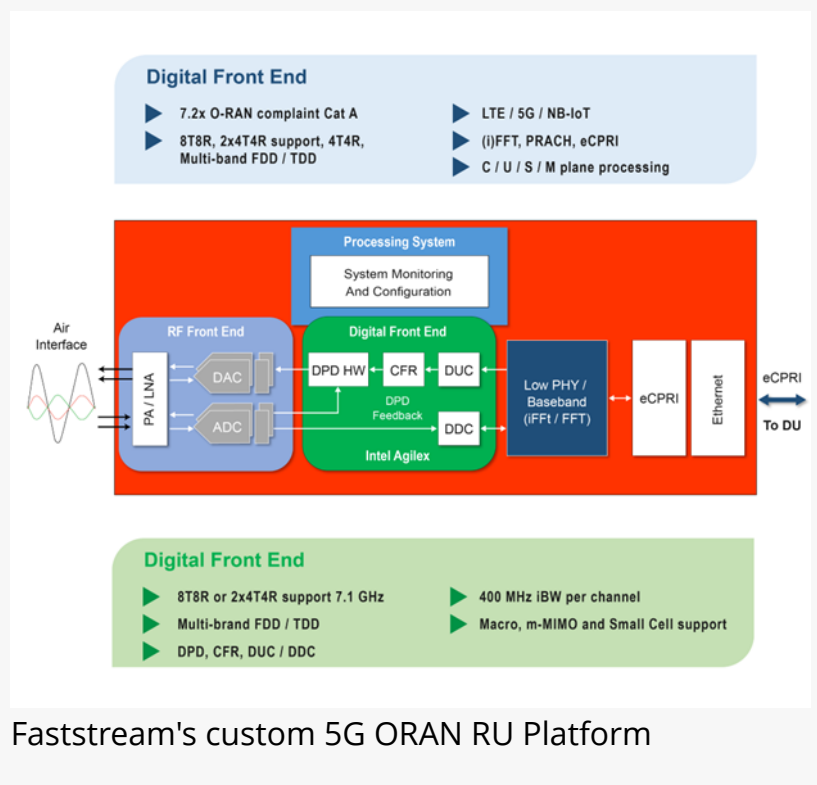 Digital Front End
7.2x O-RAN complaint Cat A
8T8R, 2x4T4R support, 4T4R,
Multi-band FDD / TDD
LTE / 5G / NB-IoT
(i)FFT, PRACH, eCPRI
C / U / S / M plane processing
Processing System
System Monitoring
And Configuration
Air
Interface
RF Front End
PA / LNA
DAC
ADC
Digital Front End
DPD HW
CFR
DUC
DPD
Feedback
DDC
Intel Agilex
Low PHY /
Baseband
(iFFt / FFT)
eCPRI
Ethernet
eCPRI
To DU
Digital Front End
8T8R or 2x4T4R support 7.1 GHz
Multi-brand FDD / TDD
DPD, CFR, DUC / DDC
400 MHz iBW per channel
Macro, m-MIMO and Small Cell support
Faststream's custom 5G ORAN RU Platform